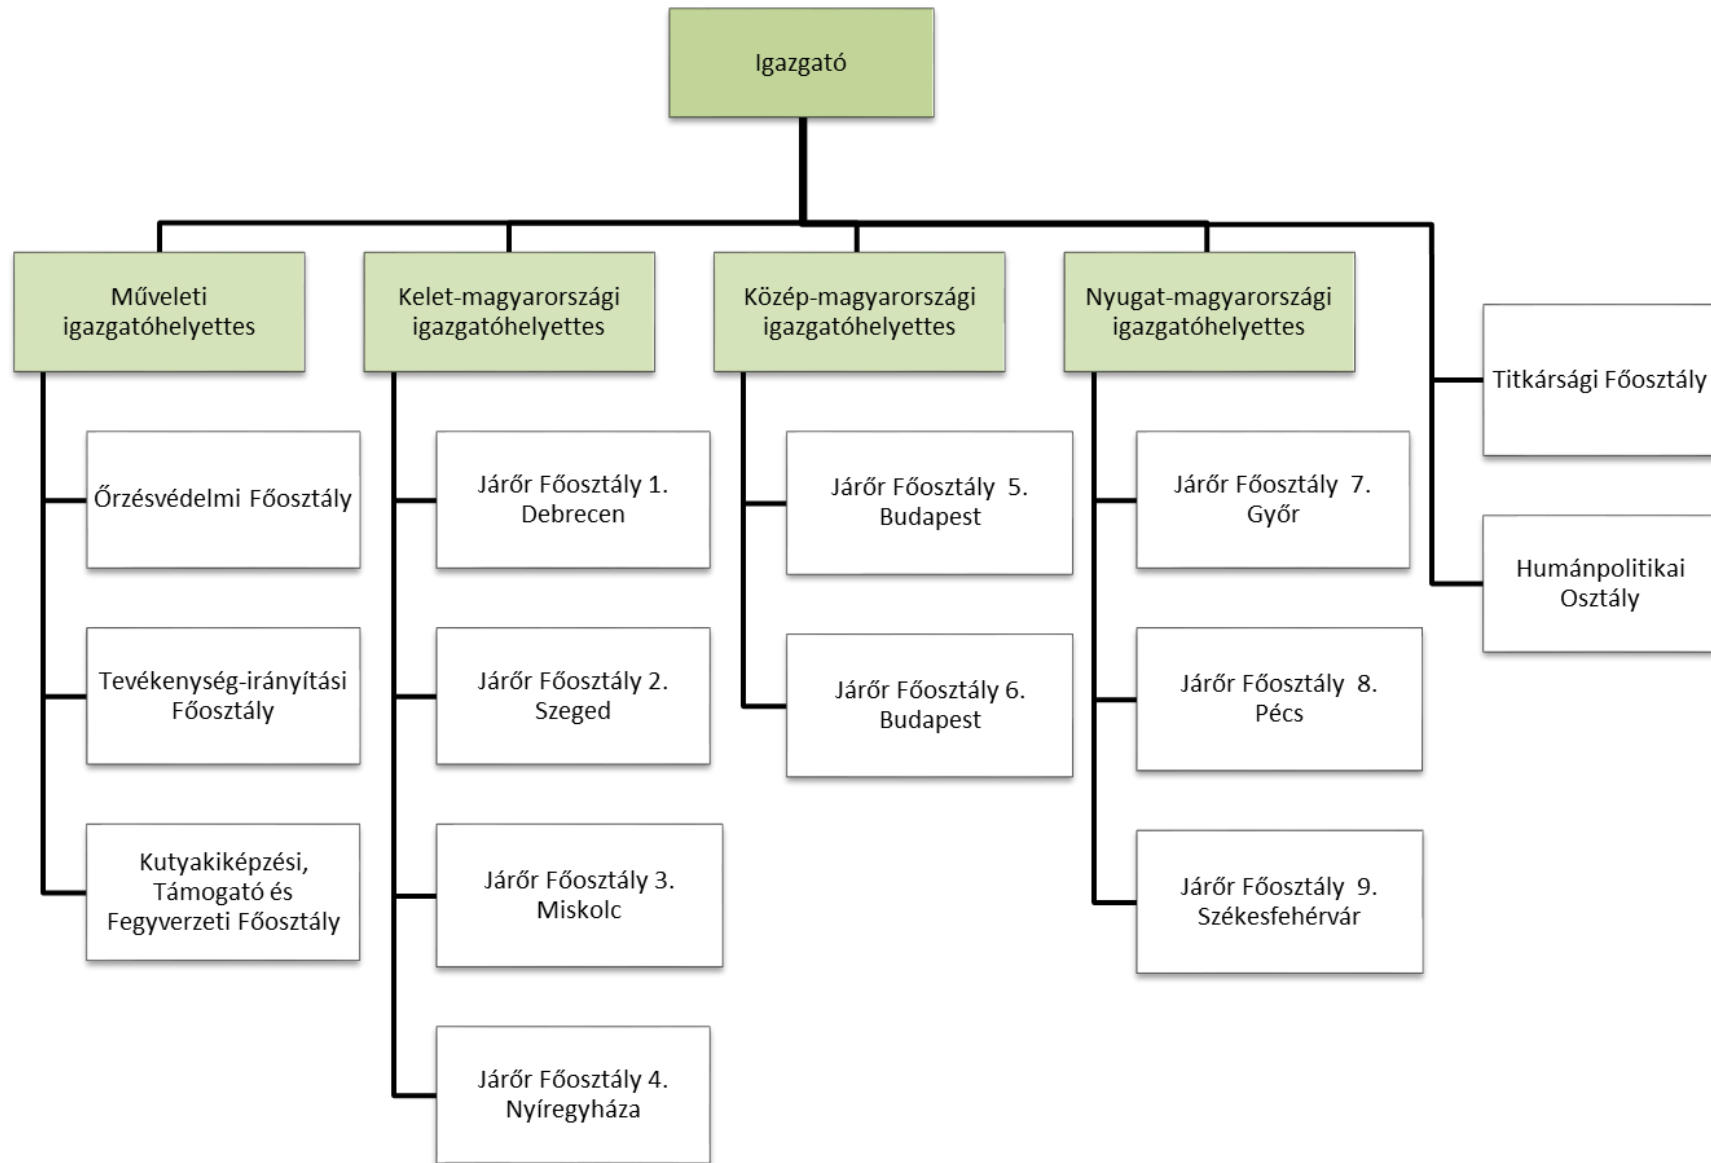 Igazgató
Műveleti
igazgatóhelyettes
Kelet-magyarországi
igazgatóhelyettes
Közép-magyarországi
igazgatóhelyettes
Nyugat-magyarországi
igazgatóhelyettes
Titkársági Főosztály
Humánpolitikai
Osztály
Őrzésvédelmi Főosztály
Tevékenység-irányítási
Főosztály
Kutyakiképzési,
Támogató és
Fegyverzeti Főosztály
Járőr Főosztály 1.
Debrecen
Járőr Főosztály 2.
Szeged
Járőr Főosztály 3.
Miskolc
Járőr Főosztály 4.
Nyíregyháza
Járőr Főosztály  5.
Budapest
Járőr Főosztály 6.
Budapest
Járőr Főosztály  7.
Győr
Járőr Főosztály  8.
Pécs
Járőr Főosztály  9.
Székesfehérvár